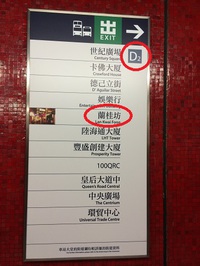 出
EXIT
世紀廣場
Century Square
D2
卡佛大廈
Crawford House
德己立街
D'Aguilar Street
娛樂行
Entertainment Building
蘭桂坊
Lan Kwai Fong
陸海通大廈
LHT Tower
豐盛創建大廈
Prosperity Tower
100QRC
皇后大道中
Queen's Road Central
中央廣場
The Centrium
環貿中心
Universal Trade Centre